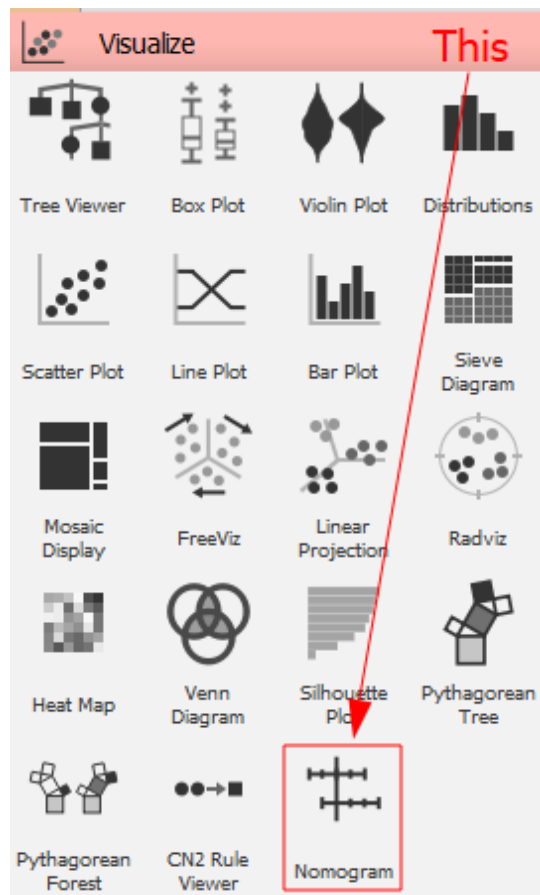 Visualize
This
Tree Viewer
Box Plot
Violin Plot
Distributions
Scatter Plot
Line Plot
Bar Plot
Sieve
Diagram
Mosaic
Display
FreeViz
Linear
Projection
Radviz
Heat Map
Venn
Diagram
Silhouette
Plot
Pythagorean
Tree
Pythagorean
Forest
CN2 Rule
Viewer
Nomogram